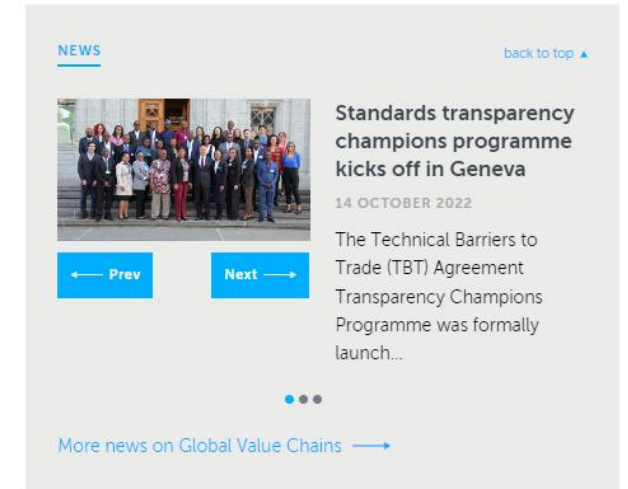 NEWS
back to top ▲
Standards transparency
champions programme
kicks off in Geneva
14 OCTOBER 2022
The Technical Barriers to
Trade (TBT) Agreement
Transparency Champions
Programme was formally
launch...
← Prev
Next →
More news on Global Value Chains →